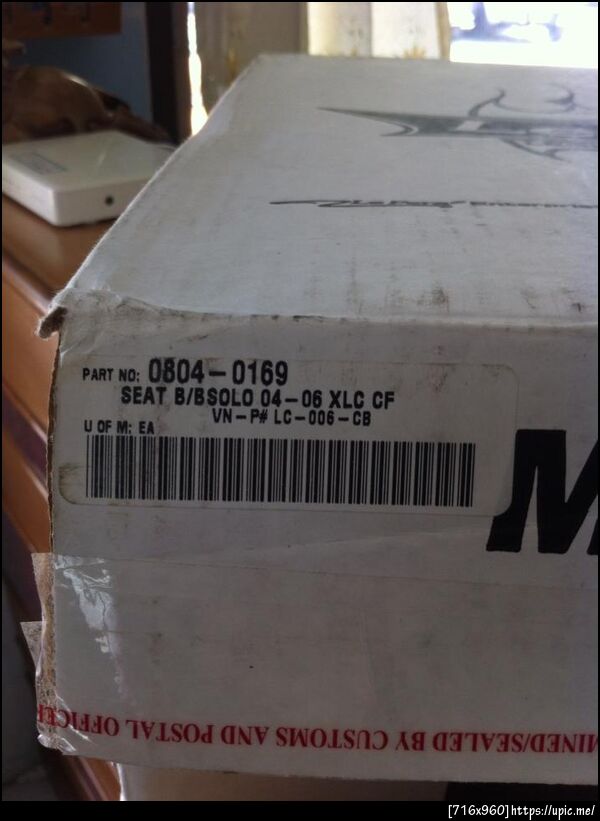 PART NO: 0804-0169
SEAT B/BSOLO 04-06 XLC CF
VN-P# LC-006-CB
U OF M: EA
M
MINED/SEALED BY CUSTOMS AND POSTAL OFFICE
[716x960]https://upic.me/